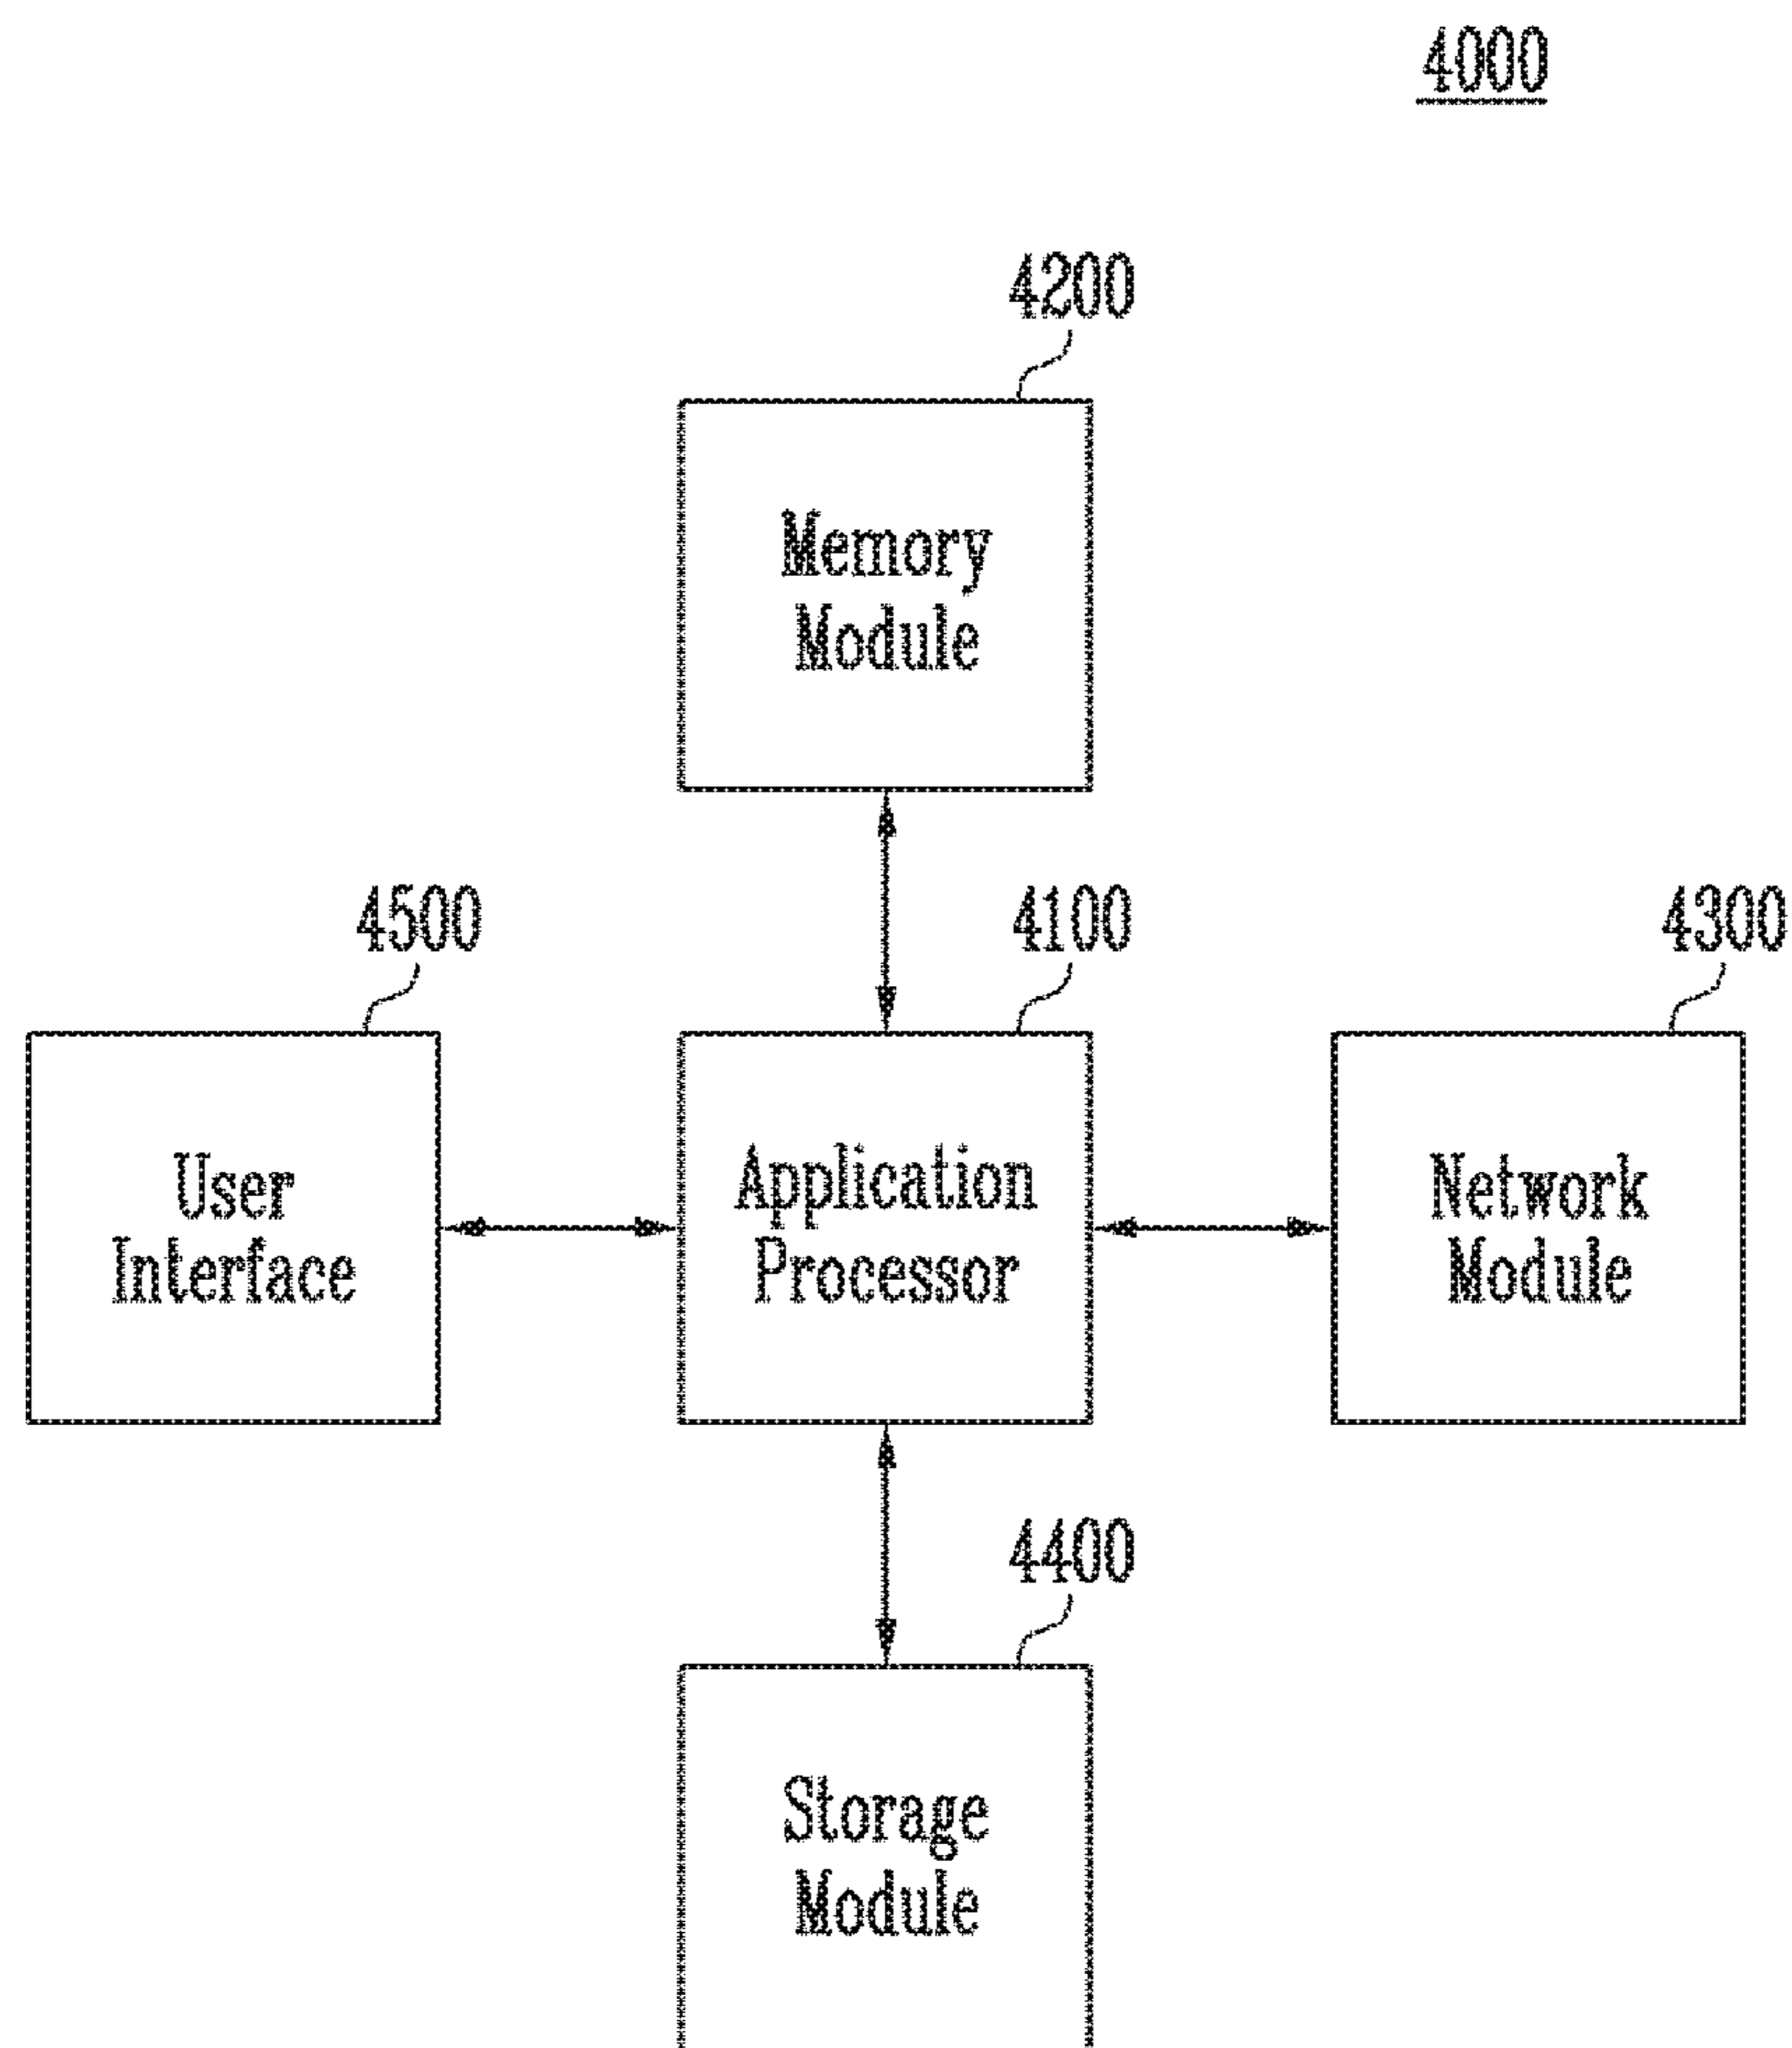 4000
4200
Memory
Module
4500
4100
4300
User
Interface
Application
Processor
Network
Module
4400
Storage
Module